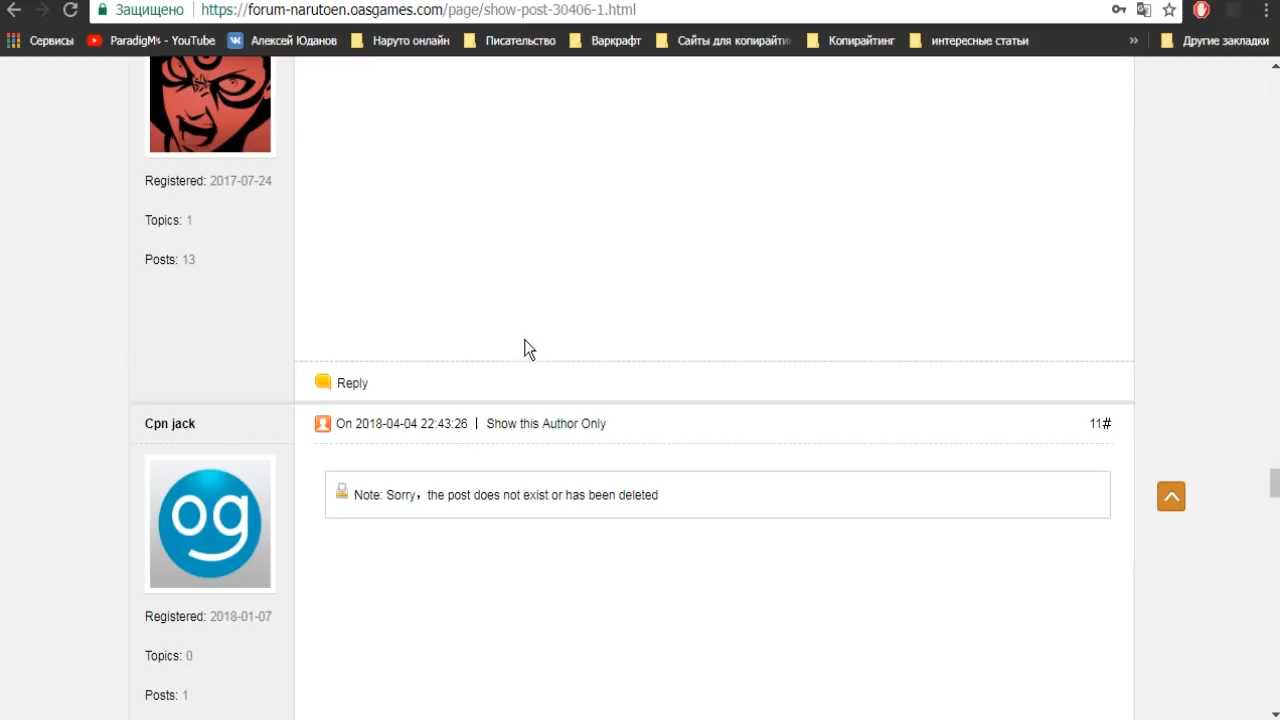 Защищено https://forum-narutoen.oasgames.com/page/show-post-30406-1.html
Сервисы ParadigMs - YouTube Алексей Юданов Наруто онлайн Писательство Варкрафт Сайты для копирайти Копирайтинг интересные статьи » Другие закладки
Registered: 2017-07-24
Topics: 1
Posts: 13
Reply
Cpn jack
On 2018-04-04 22:43:26 | Show this Author Only 11#
og
Note: Sorry，the post does not exist or has been deleted
Registered: 2018-01-07
Topics: 0
Posts: 1